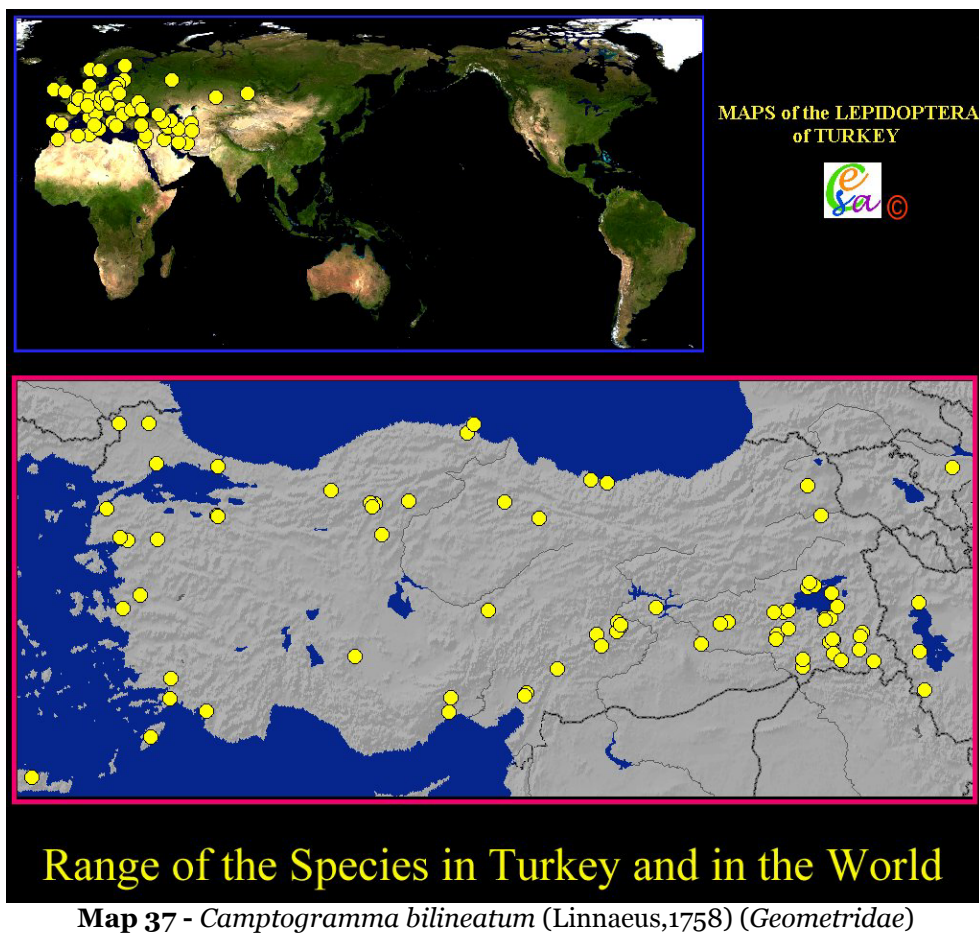 MAPS of the LEPIDOPTERA
of TURKEY
Cesa ©
Range of the Species in Turkey and in the World
Map 37 - Camptogramma bilineatum (Linnaeus,1758) (Geometridae)